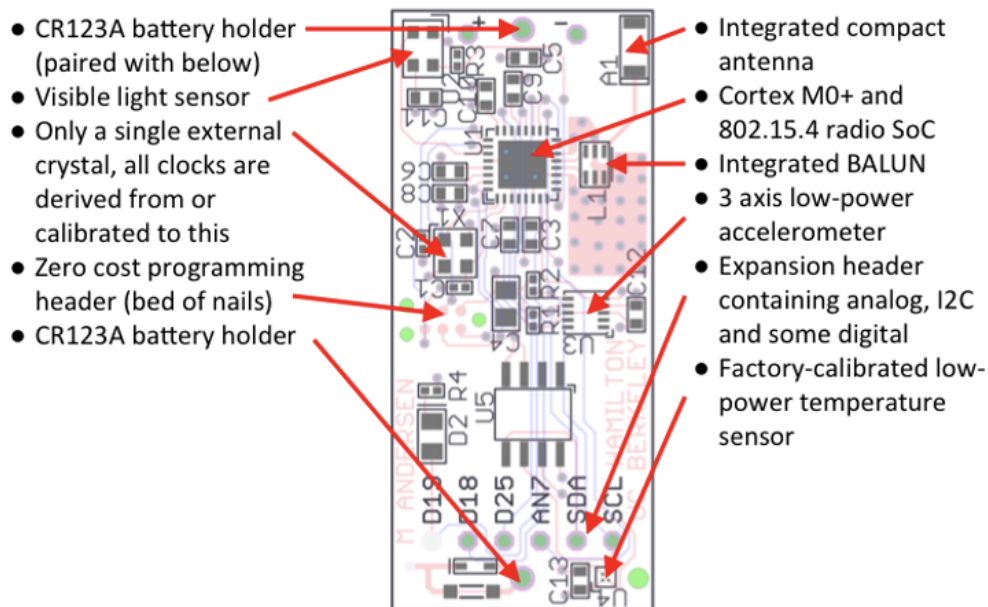 ● CR123A battery holder
(paired with below)
● Visible light sensor
● Only a single external
crystal, all clocks are
derived from or
calibrated to this
● Zero cost programming
header (bed of nails)
● CR123A battery holder
+
-
R3
C5
A1
U2
C9
C11
U1
C6
C8
L1
X1
C2
C7
C3
C1
R2
C12
R1
C4
U3
R4
D2
U5
M ANDERSEN
HAMILTON
UC BERKELEY
D19
D18
D25
AN7
SDA
SCL
C13
U4
● Integrated compact
antenna
● Cortex M0+ and
802.15.4 radio SoC
● Integrated BALUN
● 3 axis low-power
accelerometer
● Expansion header
containing analog, I2C
and some digital
● Factory-calibrated low-
power temperature
sensor